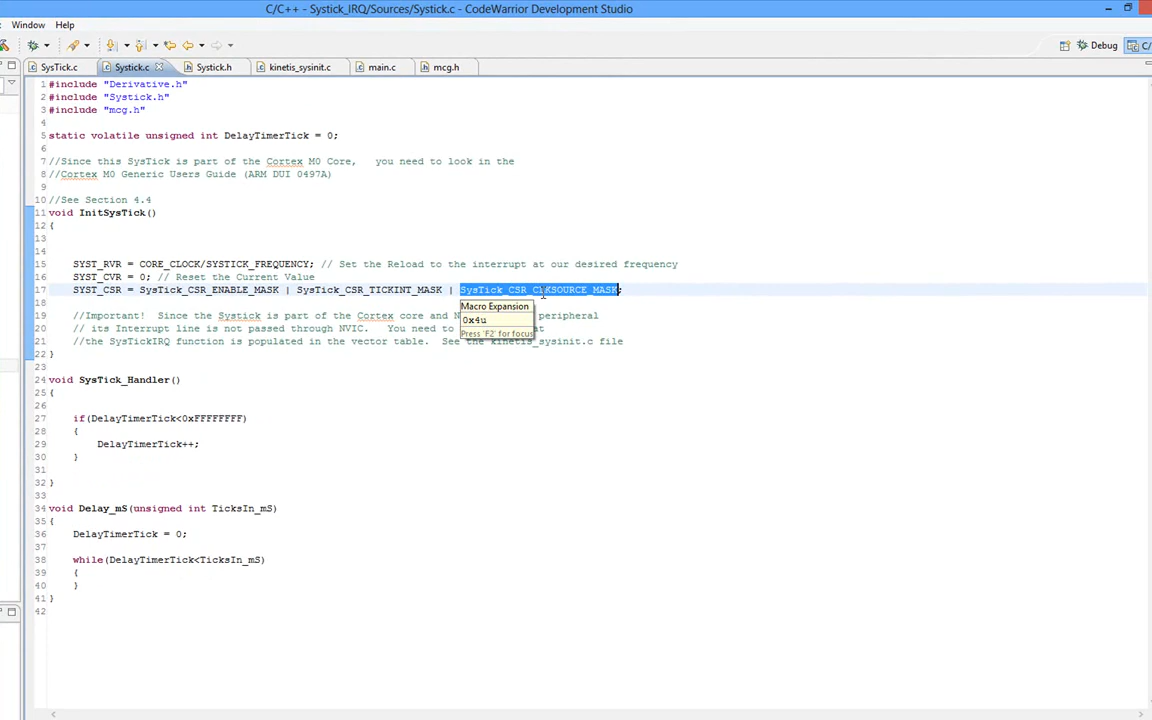 C/C++ - Systick_IRQ/Sources/Systick.c - CodeWarrior Development Studio
Window Help
Debug C/
SysTick.c Systick.c Systick.h kinetis_sysinit.c main.c mcg.h
1 #include "Derivative.h"
2 #include "Systick.h"
3 #include "mcg.h"
4
5 static volatile unsigned int DelayTimerTick = 0;
6
7 //Since this SysTick is part of the Cortex M0 Core, you need to look in the
8 //Cortex M0 Generic Users Guide (ARM DUI 0497A)
9
10 //See Section 4.4
11 void InitSysTick()
12 {
13
14
15 SYST_RVR = CORE_CLOCK/SYSTICK_FREQUENCY; // Set the Reload to the interrupt at our desired frequency
16 SYST_CVR = 0; // Reset the Current Value
17 SYST_CSR = SysTick_CSR_ENABLE_MASK | SysTick_CSR_TICKINT_MASK | SysTick_CSR_CLKSOURCE_MASK;
Macro Expansion
18
19 //Important! Since the Systick is part of the Cortex core and N peripheral
0x4u
20 // its Interrupt line is not passed through NVIC. You need to at
Press 'F2' for focus
21 //the SysTickIRQ function is populated in the vector table. See the kinetis_sysinit.c file
22 }
23
24 void SysTick_Handler()
25 {
26
27 if(DelayTimerTick<0xFFFFFFFF)
28 {
29 DelayTimerTick++;
30 }
31
32 }
33
34 void Delay_mS(unsigned int TicksIn_mS)
35 {
36 DelayTimerTick = 0;
37
38 while(DelayTimerTick<TicksIn_mS)
39 {
40 }
41 }
42